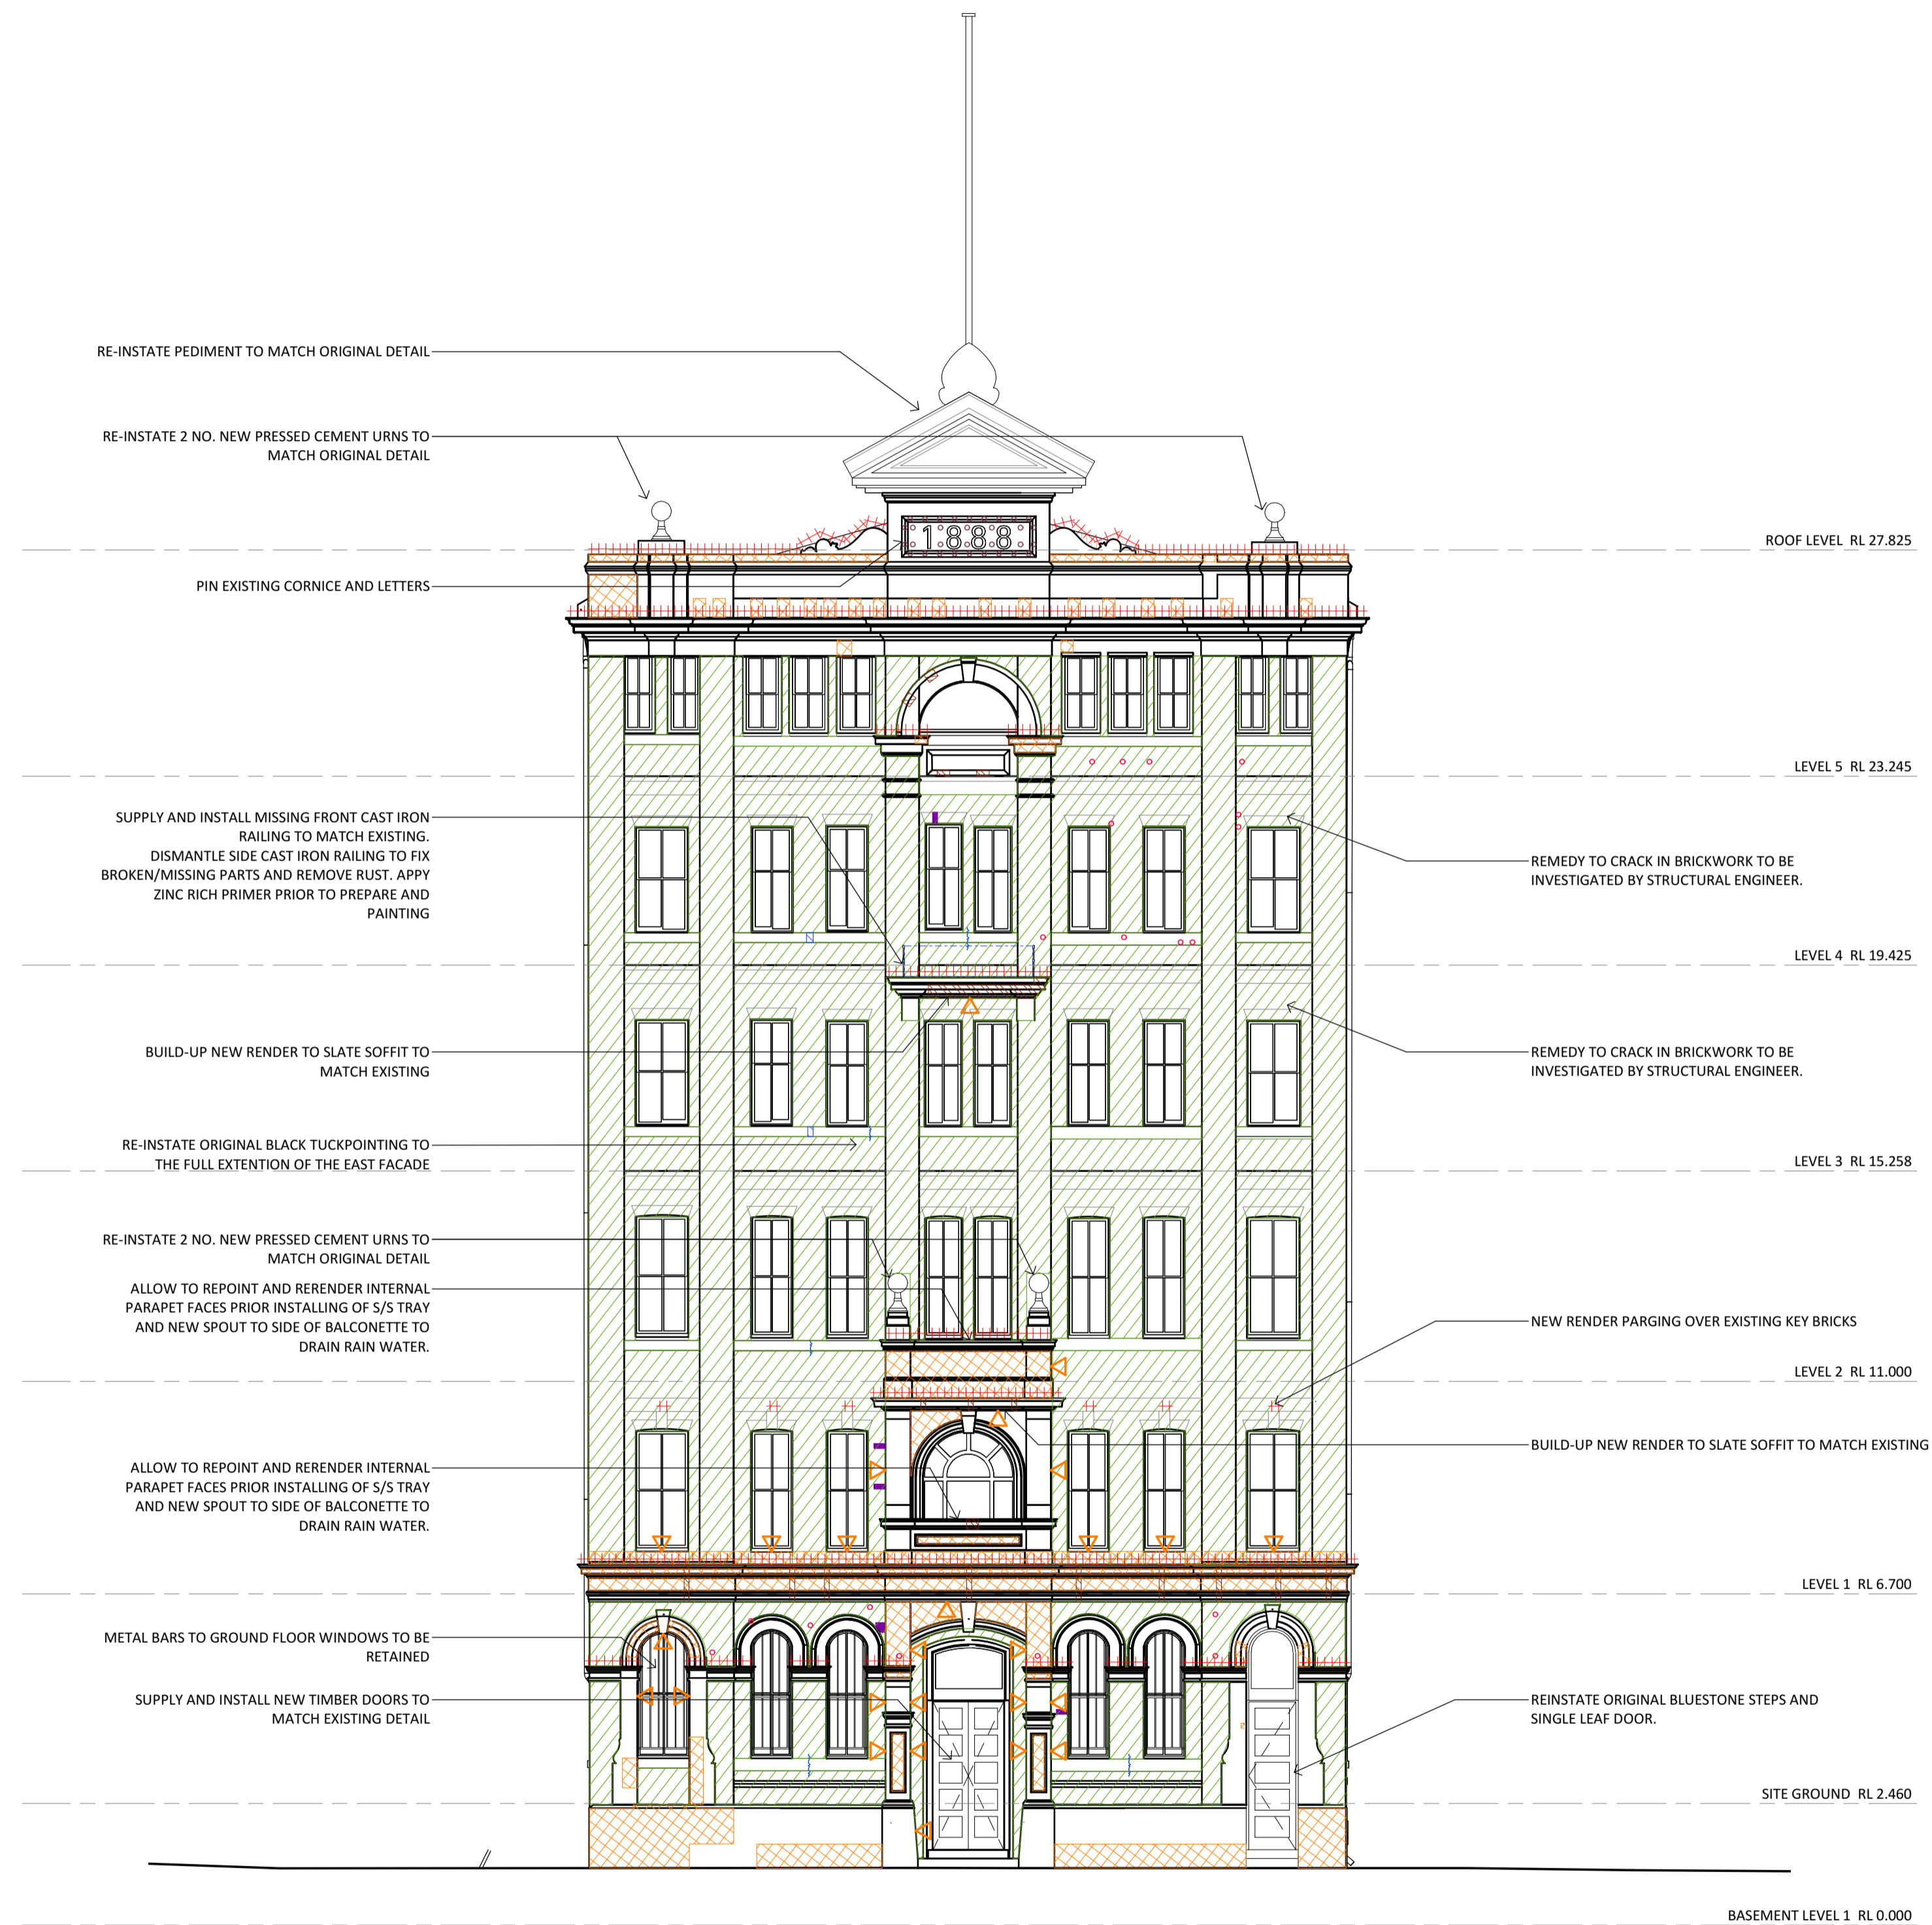 RE-INSTATE PEDIMENT TO MATCH ORIGINAL DETAIL
RE-INSTATE 2 NO. NEW PRESSED CEMENT URNS TO
MATCH ORIGINAL DETAIL
1888
ROOF LEVEL RL 27.825
PIN EXISTING CORNICE AND LETTERS
LEVEL 5 RL 23.245
SUPPLY AND INSTALL MISSING FRONT CAST IRON
RAILING TO MATCH EXISTING.
DISMANTLE SIDE CAST IRON RAILING TO FIX
BROKEN/MISSING PARTS AND REMOVE RUST. APPY
ZINC RICH PRIMER PRIOR TO PREPARE AND
PAINTING
REMEDY TO CRACK IN BRICKWORK TO BE
INVESTIGATED BY STRUCTURAL ENGINEER.
LEVEL 4 RL 19.425
BUILD-UP NEW RENDER TO SLATE SOFFIT TO
MATCH EXISTING
REMEDY TO CRACK IN BRICKWORK TO BE
INVESTIGATED BY STRUCTURAL ENGINEER.
RE-INSTATE ORIGINAL BLACK TUCKPOINTING TO
THE FULL EXTENTION OF THE EAST FACADE
LEVEL 3 RL 15.258
RE-INSTATE 2 NO. NEW PRESSED CEMENT URNS TO
MATCH ORIGINAL DETAIL
ALLOW TO REPOINT AND RERENDER INTERNAL
PARAPET FACES PRIOR INSTALLING OF S/S TRAY
AND NEW SPOUT TO SIDE OF BALCONETTE TO
DRAIN RAIN WATER.
NEW RENDER PARGING OVER EXISTING KEY BRICKS
LEVEL 2 RL 11.000
BUILD-UP NEW RENDER TO SLATE SOFFIT TO MATCH EXISTING
ALLOW TO REPOINT AND RERENDER INTERNAL
PARAPET FACES PRIOR INSTALLING OF S/S TRAY
AND NEW SPOUT TO SIDE OF BALCONETTE TO
DRAIN RAIN WATER.
LEVEL 1 RL 6.700
METAL BARS TO GROUND FLOOR WINDOWS TO BE
RETAINED
SUPPLY AND INSTALL NEW TIMBER DOORS TO
MATCH EXISTING DETAIL
REINSTATE ORIGINAL BLUESTONE STEPS AND
SINGLE LEAF DOOR.
SITE GROUND RL 2.460
BASEMENT LEVEL 1 RL 0.000